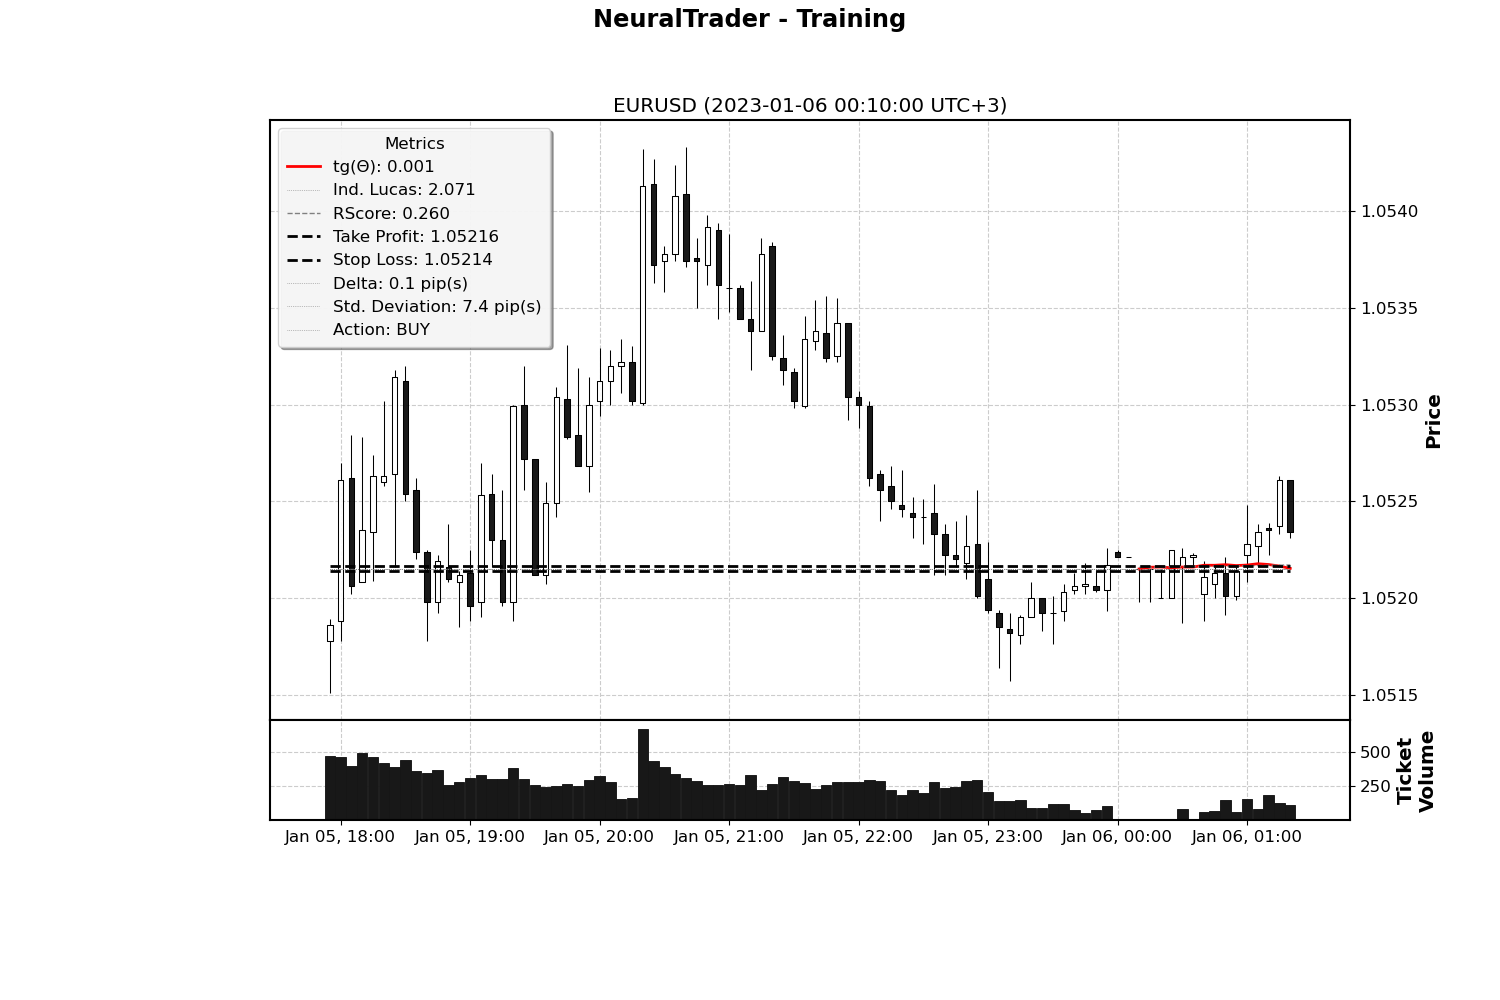 NeuralTrader - Training
EURUSD (2023-01-06 00:10:00 UTC+3)
Metrics
tg(Θ): 0.001
Ind. Lucas: 2.071
RScore: 0.260
Take Profit: 1.05216
Stop Loss: 1.05214
Delta: 0.1 pip(s)
Std. Deviation: 7.4 pip(s)
Action: BUY
1.0540
1.0535
1.0530
1.0525
1.0520
1.0515
Price
500
250
Ticket
Volume
Jan 05, 18:00
Jan 05, 19:00
Jan 05, 20:00
Jan 05, 21:00
Jan 05, 22:00
Jan 05, 23:00
Jan 06, 00:00
Jan 06, 01:00